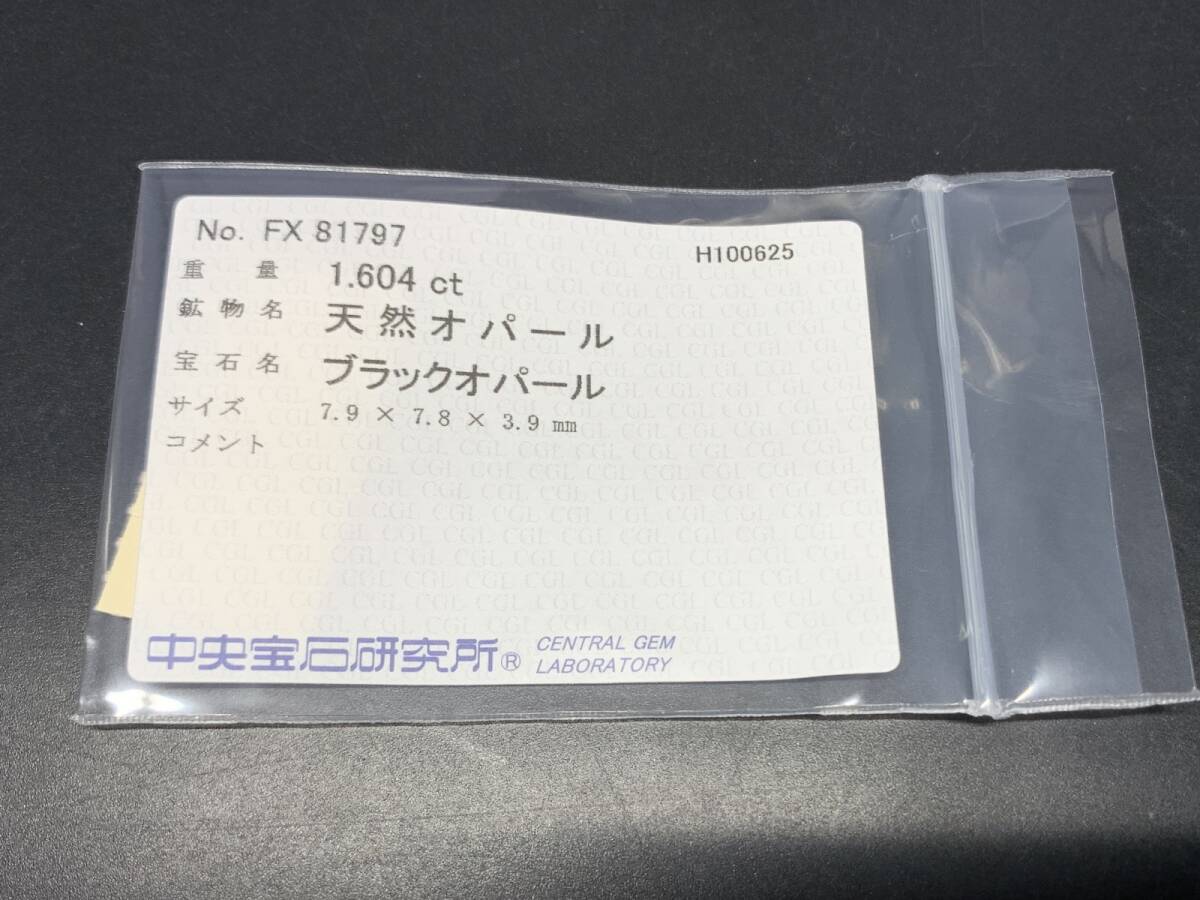 No. FX 81797
H100625
重量 1.604 ct
鉱物名 天然オパール
宝石名 ブラックオパール
サイズ 7.9 × 7.8 × 3.9 mm
コメント
中央宝石研究所® CENTRAL GEM
LABORATORY